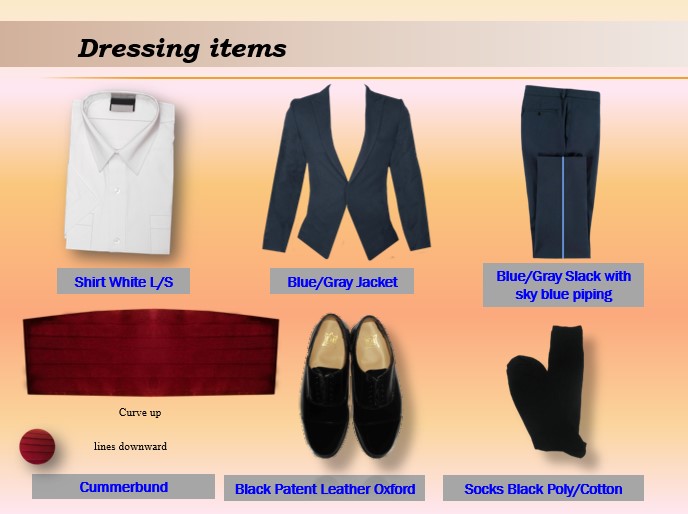 Dressing items
Shirt White L/S
Blue/Gray Jacket
Blue/Gray Slack with
sky blue piping
Curve up
lines downward
Cummerbund
Black Patent Leather Oxford
Socks Black Poly/Cotton